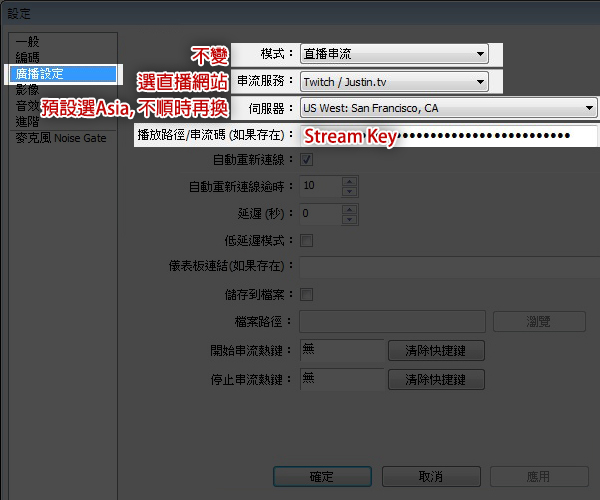 設定
一般
編碼
廣播設定
影像
音效
進階
麥克風 Noise Gate
不變
模式：
直播串流
選直播網站
串流服務：
Twitch / Justin.tv
預設選Asia, 不順時再換
伺服器：
US West: San Francisco, CA
播放路徑/串流碼 (如果存在)：
Stream Key
自動重新連線：
自動重新連線逾時：
10
延遲 (秒)：
0
低延遲模式：
儀表板連結(如果存在)：
儲存到檔案：
檔案路徑：
瀏覽
開始串流熱鍵：
無
清除快捷鍵
停止串流熱鍵：
無
清除快捷鍵
確定
取消
應用